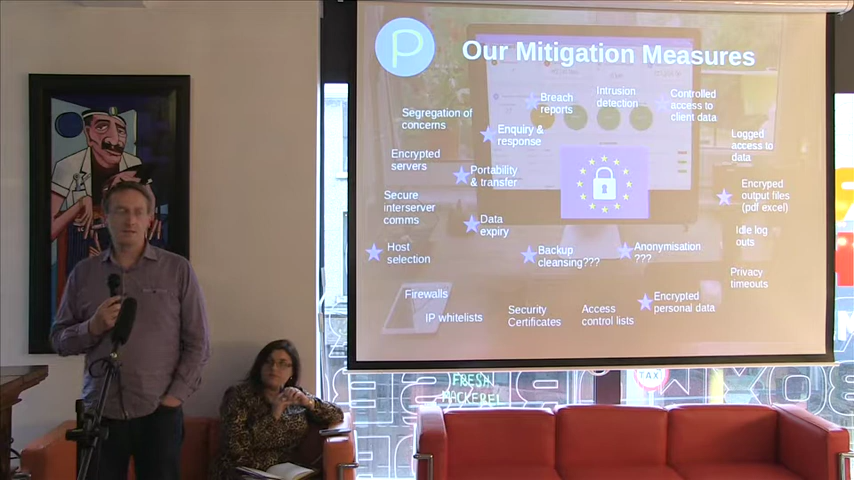 P
Our Mitigation Measures
Breach
reports
Intrusion
detection
Controlled
access to
client data
Segregation of
concerns
Enquiry &
response
Logged
access to
data
Encrypted
servers
Portability
& transfer
Encryped
output files
(pdf excel)
Secure
interserver
comms
Data
expiry
Idle log
outs
Host
selection
Backup
cleansing???
Anonymisation
???
Privacy
timeouts
Firewalls
IP whitelists
Security
Certificates
Access
control lists
Encrypted
personal data
FRESH
MACKEREL
TAX